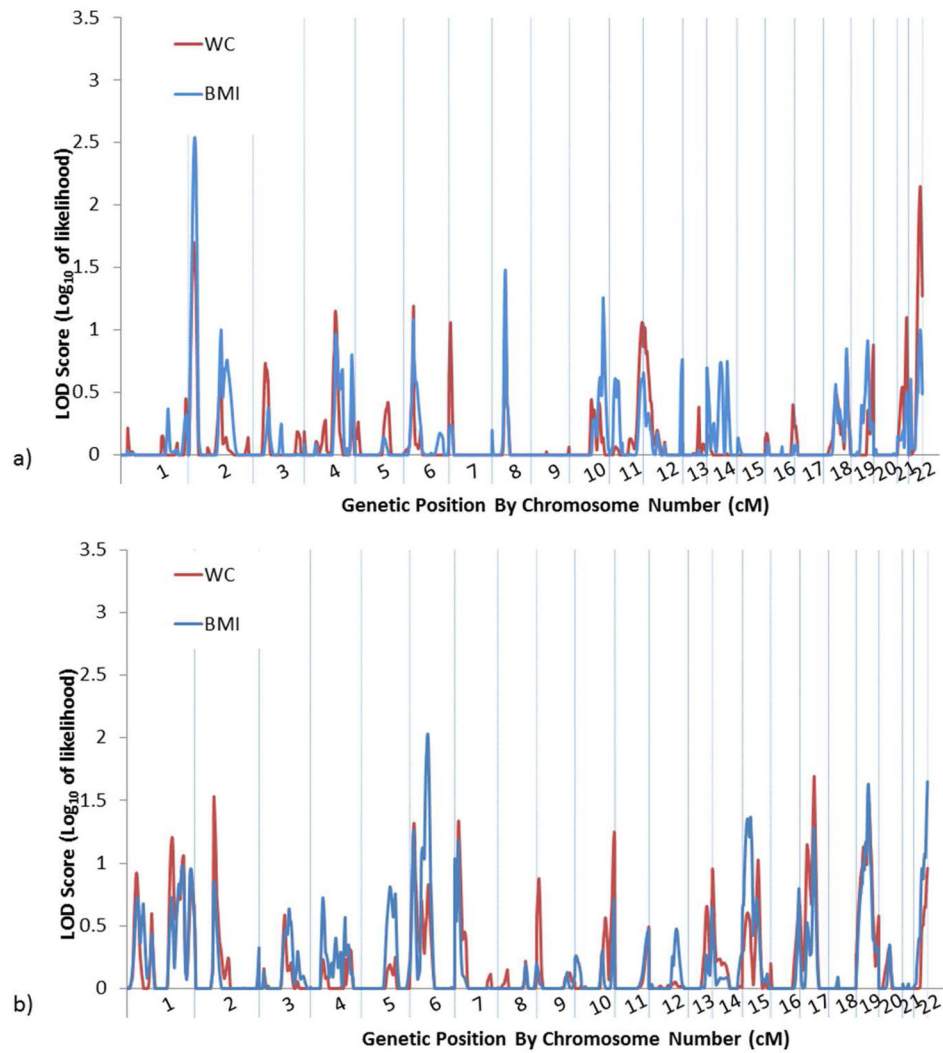 3.5
WC
3
BMI
2.5
2
1.5
1
0.5
0
LOD Score (Log10 of likelihood)
a)
1 2 3 4 5 6 7 8 9 10 11 12 13 14 15 16 17 18 19 20 21 22
Genetic Position By Chromosome Number (cM)
3.5
WC
3
BMI
2.5
2
1.5
1
0.5
0
LOD Score (Log10 of likelihood)
b)
1 2 3 4 5 6 7 8 9 10 11 12 13 14 15 16 17 18 19 20 21 22
Genetic Position By Chromosome Number (cM)